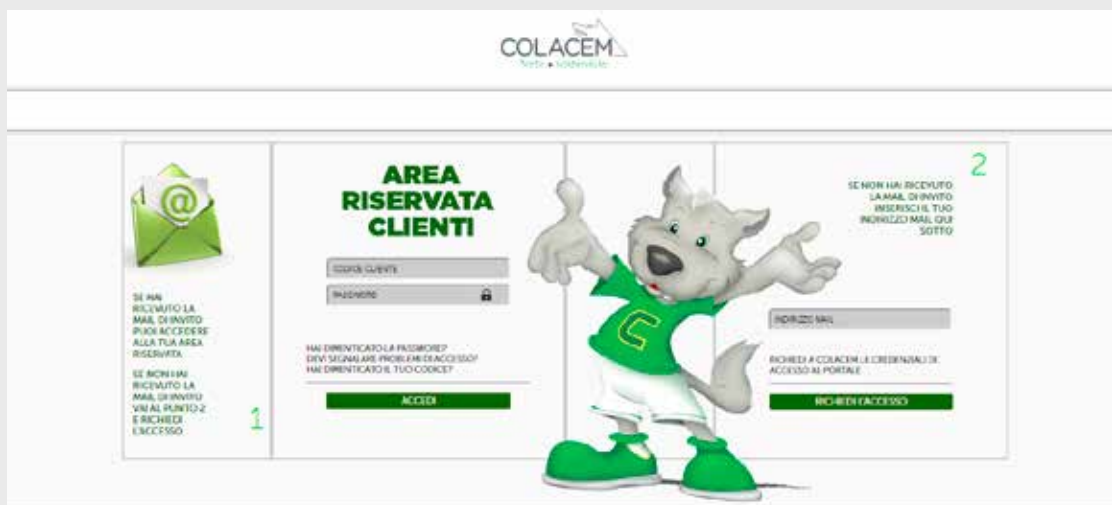 COLACEM
Forte e sostenibile
@
SE HAI
RICEVUTO LA
MAIL DI INVITO
PUOI ACCEDERE
ALLA TUA AREA
RISERVATA
SE NON HAI
RICEVUTO LA
MAIL DI INVITO
VAI AL PUNTO 2
E RICHIEDI
L'ACCESSO
1
AREA
RISERVATA
CLIENTI
CODICE CLIENTE
PASSWORD
HAI DIMENTICATO LA PASSWORD?
DEVI SEGNALARE PROBLEMI DI ACCESSO?
HAI DIMENTICATO IL TUO CODICE?
ACCEDI
C
2
SE NON HAI RICEVUTO
LA MAIL DI INVITO
INSERISCI IL TUO
INDIRIZZO MAIL QUI
SOTTO
INDIRIZZO MAIL
RICHIEDI A COLACEM LE CREDENZIALI DI
ACCESSO AL PORTALE
RICHIEDI L'ACCESSO